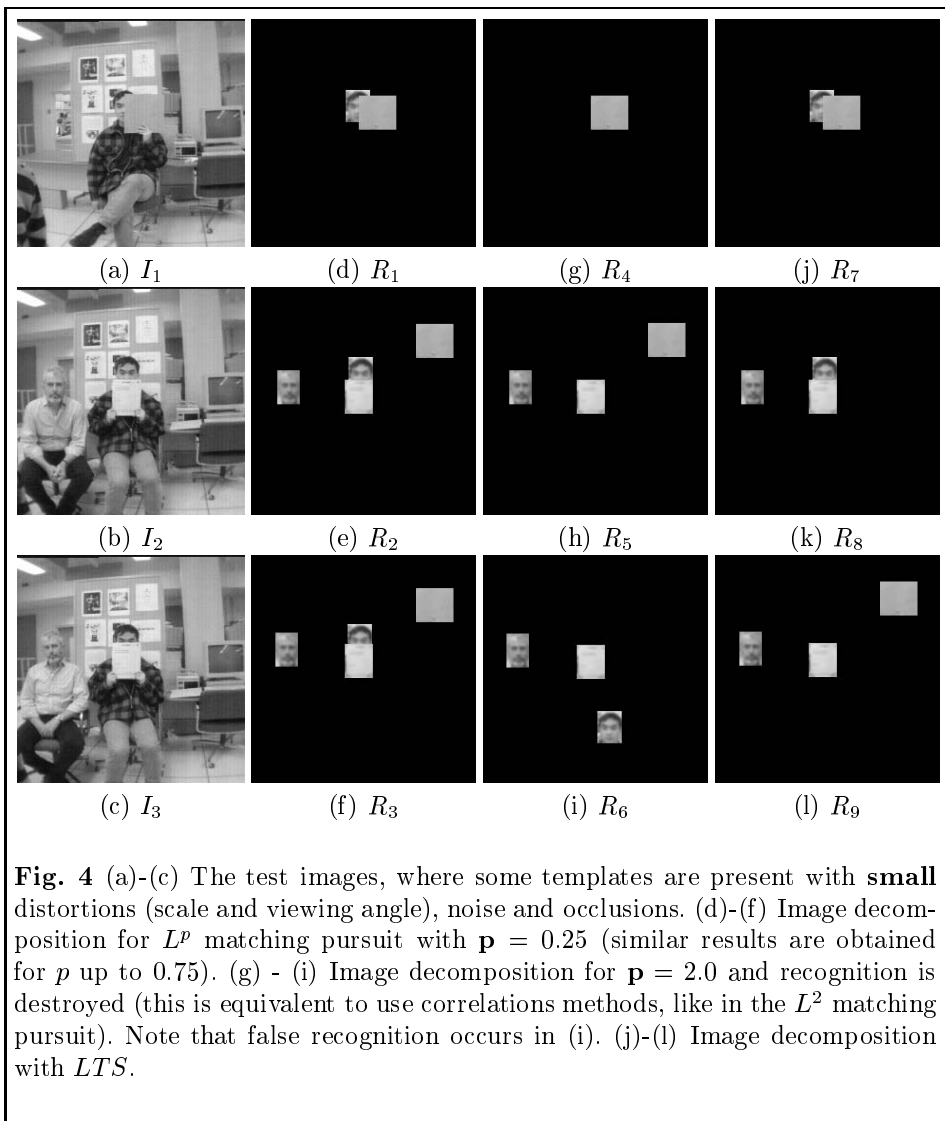 (a) I₁ (d) R₁ (g) R₄ (j) R₇
(b) I₂ (e) R₂ (h) R₅ (k) R₈
(c) I₃ (f) R₃ (i) R₆ (l) R₉
Fig. 4 (a)-(c) The test images, where some templates are present with small
distortions (scale and viewing angle), noise and occlusions. (d)-(f) Image decom-
position for Lᵖ matching pursuit with p = 0.25 (similar results are obtained
for p up to 0.75). (g) - (i) Image decomposition for p = 2.0 and recognition is
destroyed (this is equivalent to use correlations methods, like in the L² matching
pursuit). Note that false recognition occurs in (i). (j)-(l) Image decomposition
with LTS.